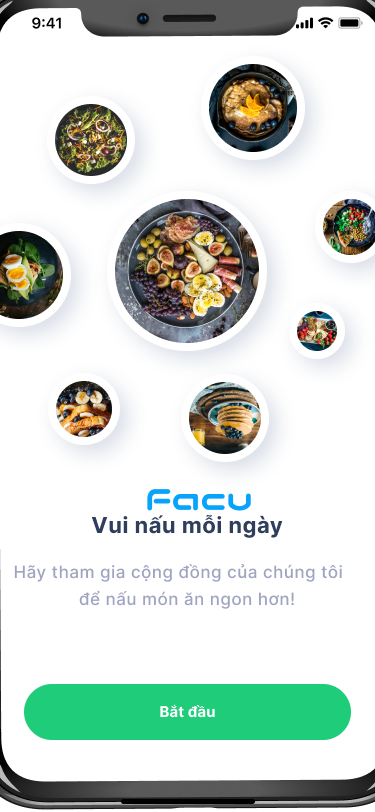 9:41
Facu
Vui nấu mỗi ngày
Hãy tham gia cộng đồng của chúng tôi
để nấu món ăn ngon hơn!
Bắt đầu